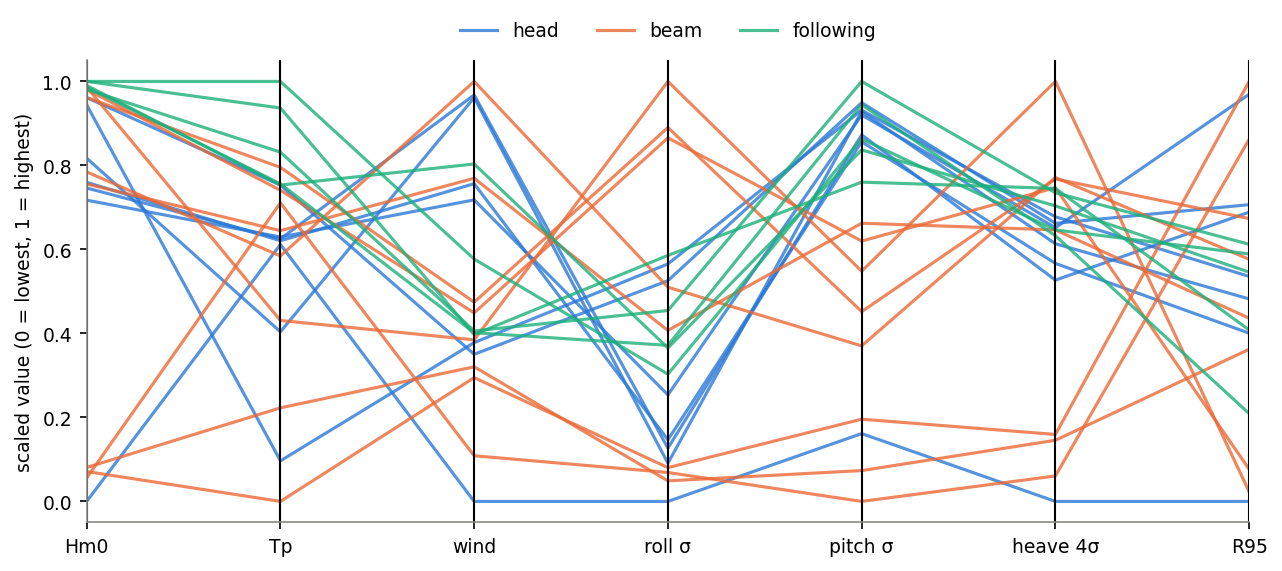 head beam following
scaled value (0 = lowest, 1 = highest)
1.0
0.8
0.6
0.4
0.2
0.0
Hm0 Tp wind roll σ pitch σ heave 4σ R95